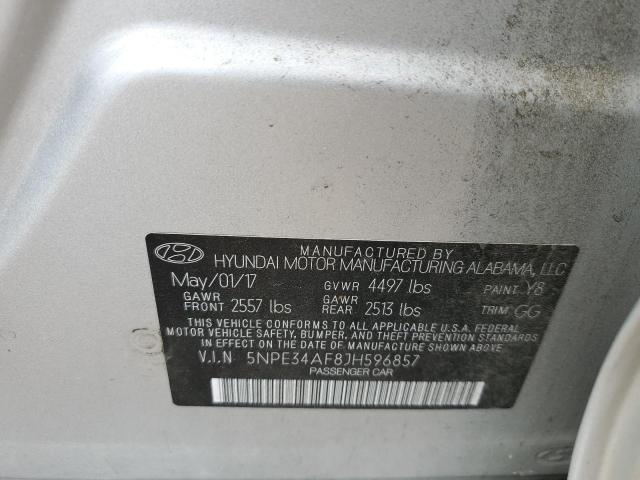 MANUFACTURED BY
HYUNDAI MOTOR MANUFACTURING ALABAMA, LLC
May/01/17 GVWR 4497 lbs PAINT Y8
GAWR FRONT 2557 lbs GAWR REAR 2513 lbs TRIM GG
THIS VEHICLE CONFORMS TO ALL APPLICABLE U.S.A. FEDERAL
MOTOR VEHICLE SAFETY, BUMPER, AND THEFT PREVENTION STANDARDS
IN EFFECT ON THE DATE OF MANUFACTURE SHOWN ABOVE.
V.I.N 5NPE34AF8JH596857
PASSENGER CAR